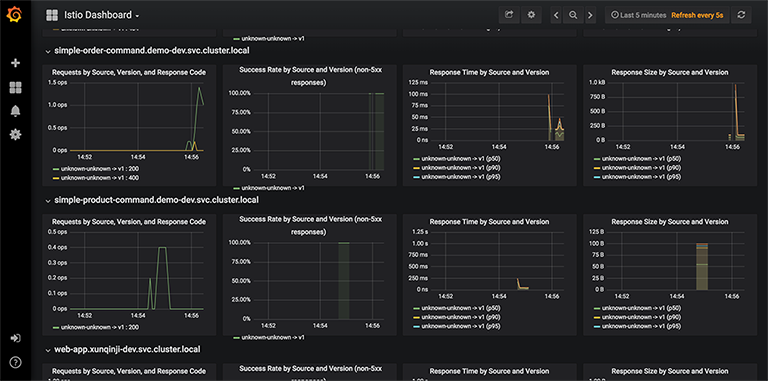 Istio Dashboard
Last 5 minutes Refresh every 5s
unknown-unknown -> v1
simple-order-command.demo-dev.svc.cluster.local
Requests by Source, Version, and Response Code
1.5 ops
1.0 ops
0.5 ops
0 ops
14:52 14:54 14:56
unknown-unknown -> v1 : 200
unknown-unknown -> v1 : 400
Success Rate by Source and Version (non-5xx
responses)
100.00%
75.00%
50.00%
25.00%
0%
14:52 14:54 14:56
unknown-unknown -> v1
Response Time by Source and Version
125 ms
100 ms
75 ms
50 ms
25 ms
0 ns
14:52 14:54 14:56
unknown-unknown -> v1 (p50)
unknown-unknown -> v1 (p90)
unknown-unknown -> v1 (p95)
Response Size by Source and Version
1.0 kB
750 B
500 B
250 B
0 B
14:52 14:54 14:56
unknown-unknown -> v1 (p50)
unknown-unknown -> v1 (p90)
unknown-unknown -> v1 (p95)
simple-product-command.demo-dev.svc.cluster.local
Requests by Source, Version, and Response Code
0.5 ops
0.4 ops
0.3 ops
0.2 ops
0.1 ops
0 ops
14:52 14:54 14:56
unknown-unknown -> v1 : 200
Success Rate by Source and Version (non-5xx
responses)
100.00%
75.00%
50.00%
25.00%
0%
14:52 14:54 14:56
unknown-unknown -> v1
Response Time by Source and Version
1.25 s
1.00 s
750 ms
500 ms
250 ms
0 ns
14:52 14:54 14:56
unknown-unknown -> v1 (p50)
unknown-unknown -> v1 (p90)
unknown-unknown -> v1 (p95)
Response Size by Source and Version
125 B
100 B
75 B
50 B
25 B
0 B
14:52 14:54 14:56
unknown-unknown -> v1 (p50)
unknown-unknown -> v1 (p90)
unknown-unknown -> v1 (p95)
web-app.xunqinji-dev.svc.cluster.local
Requests by Source, Version, and Response Code
1.0 ops
Success Rate by Source and Version (non-5xx
Response Time by Source and Version
1.00 s
Response Size by Source and Version
1.00 B